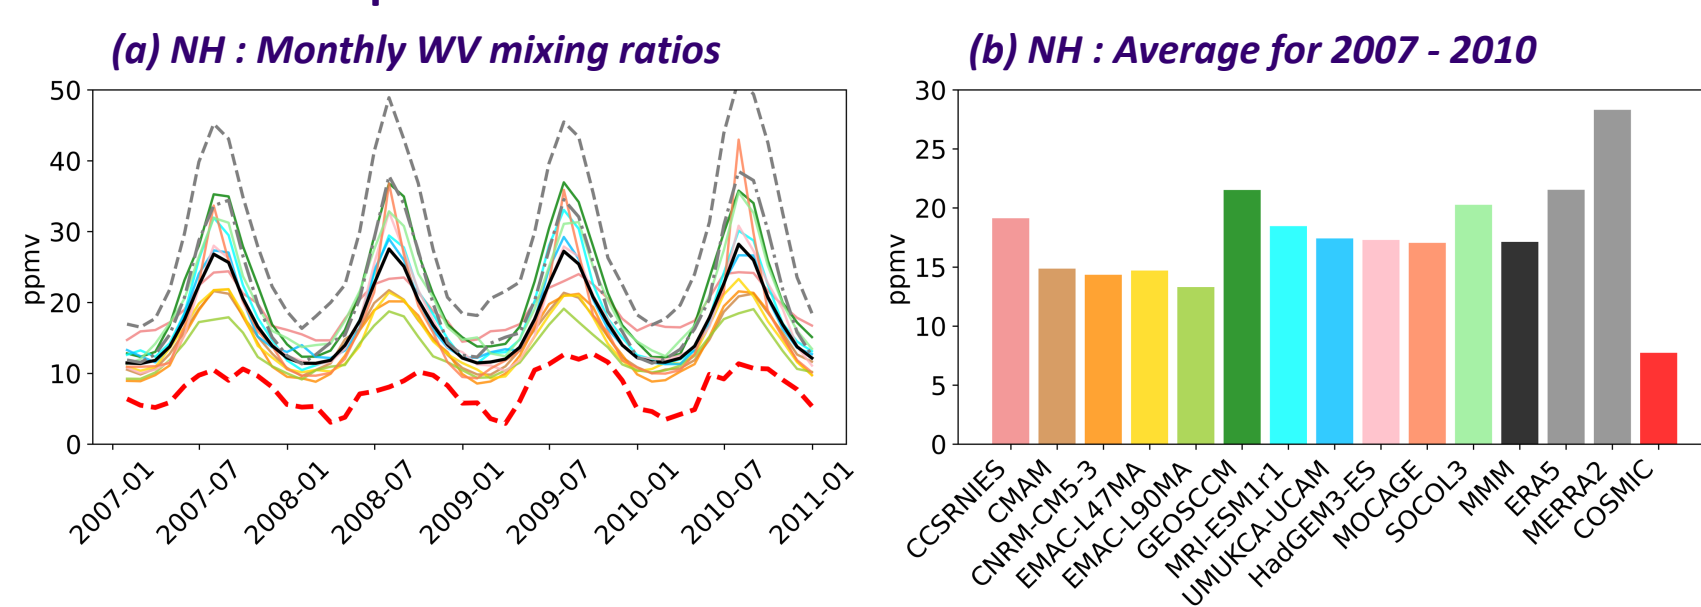 (a) NH : Monthly WV mixing ratios
(b) NH : Average for 2007 - 2010
50
40
30
20
10
0
ppmv
2007-01
2007-07
2008-01
2008-07
2009-01
2009-07
2010-01
2010-07
2011-01
30
25
20
15
10
5
0
ppmv
CCSRNIES
CMAM
CNRM-CM5-3
EMAC-L47MA
EMAC-L90MA
GEOSCCM
MRI-ESM1r1
UMUKCA-UCAM
HadGEM3-ES
MOCAGE
SOCOL3
MMM
ERA5
MERRA2
COSMIC